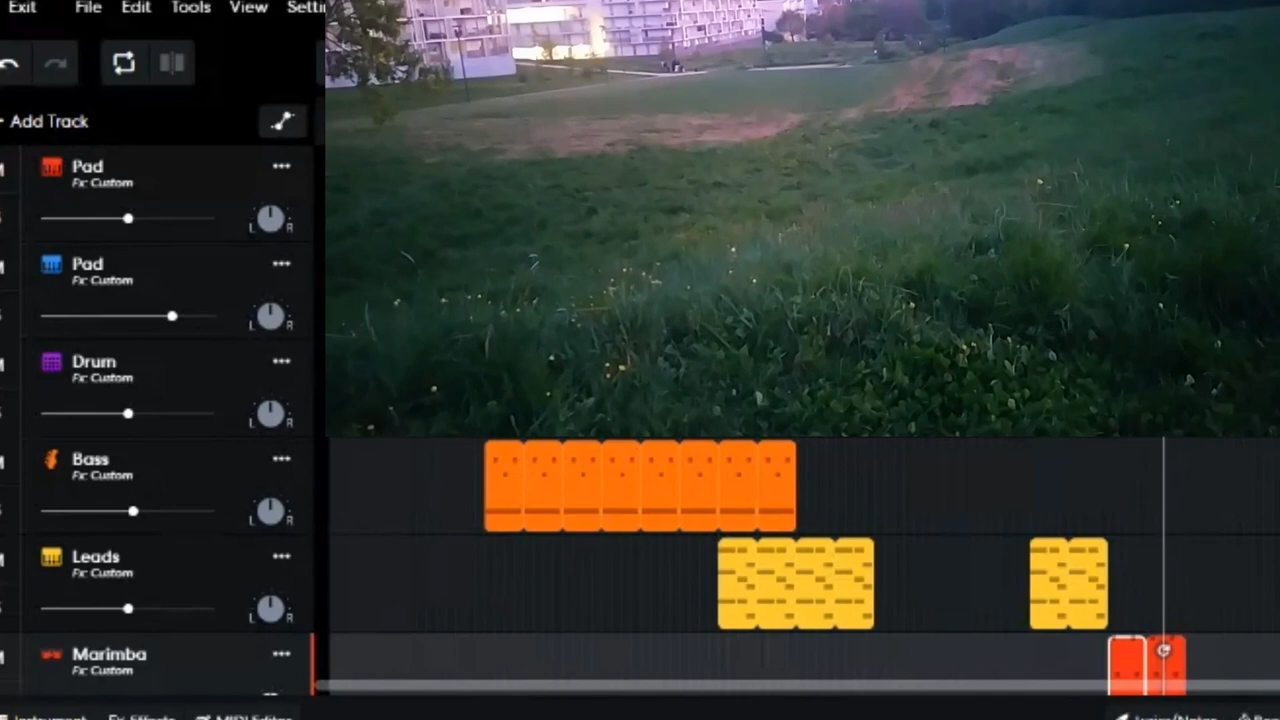 Exit File Edit Tools View
Add Track
Pad
Fx: Custom
L R
Pad
Fx: Custom
L R
Drum
Fx: Custom
L R
Bass
Fx: Custom
L R
Leads
Fx: Custom
L R
Marimba
Fx: Custom